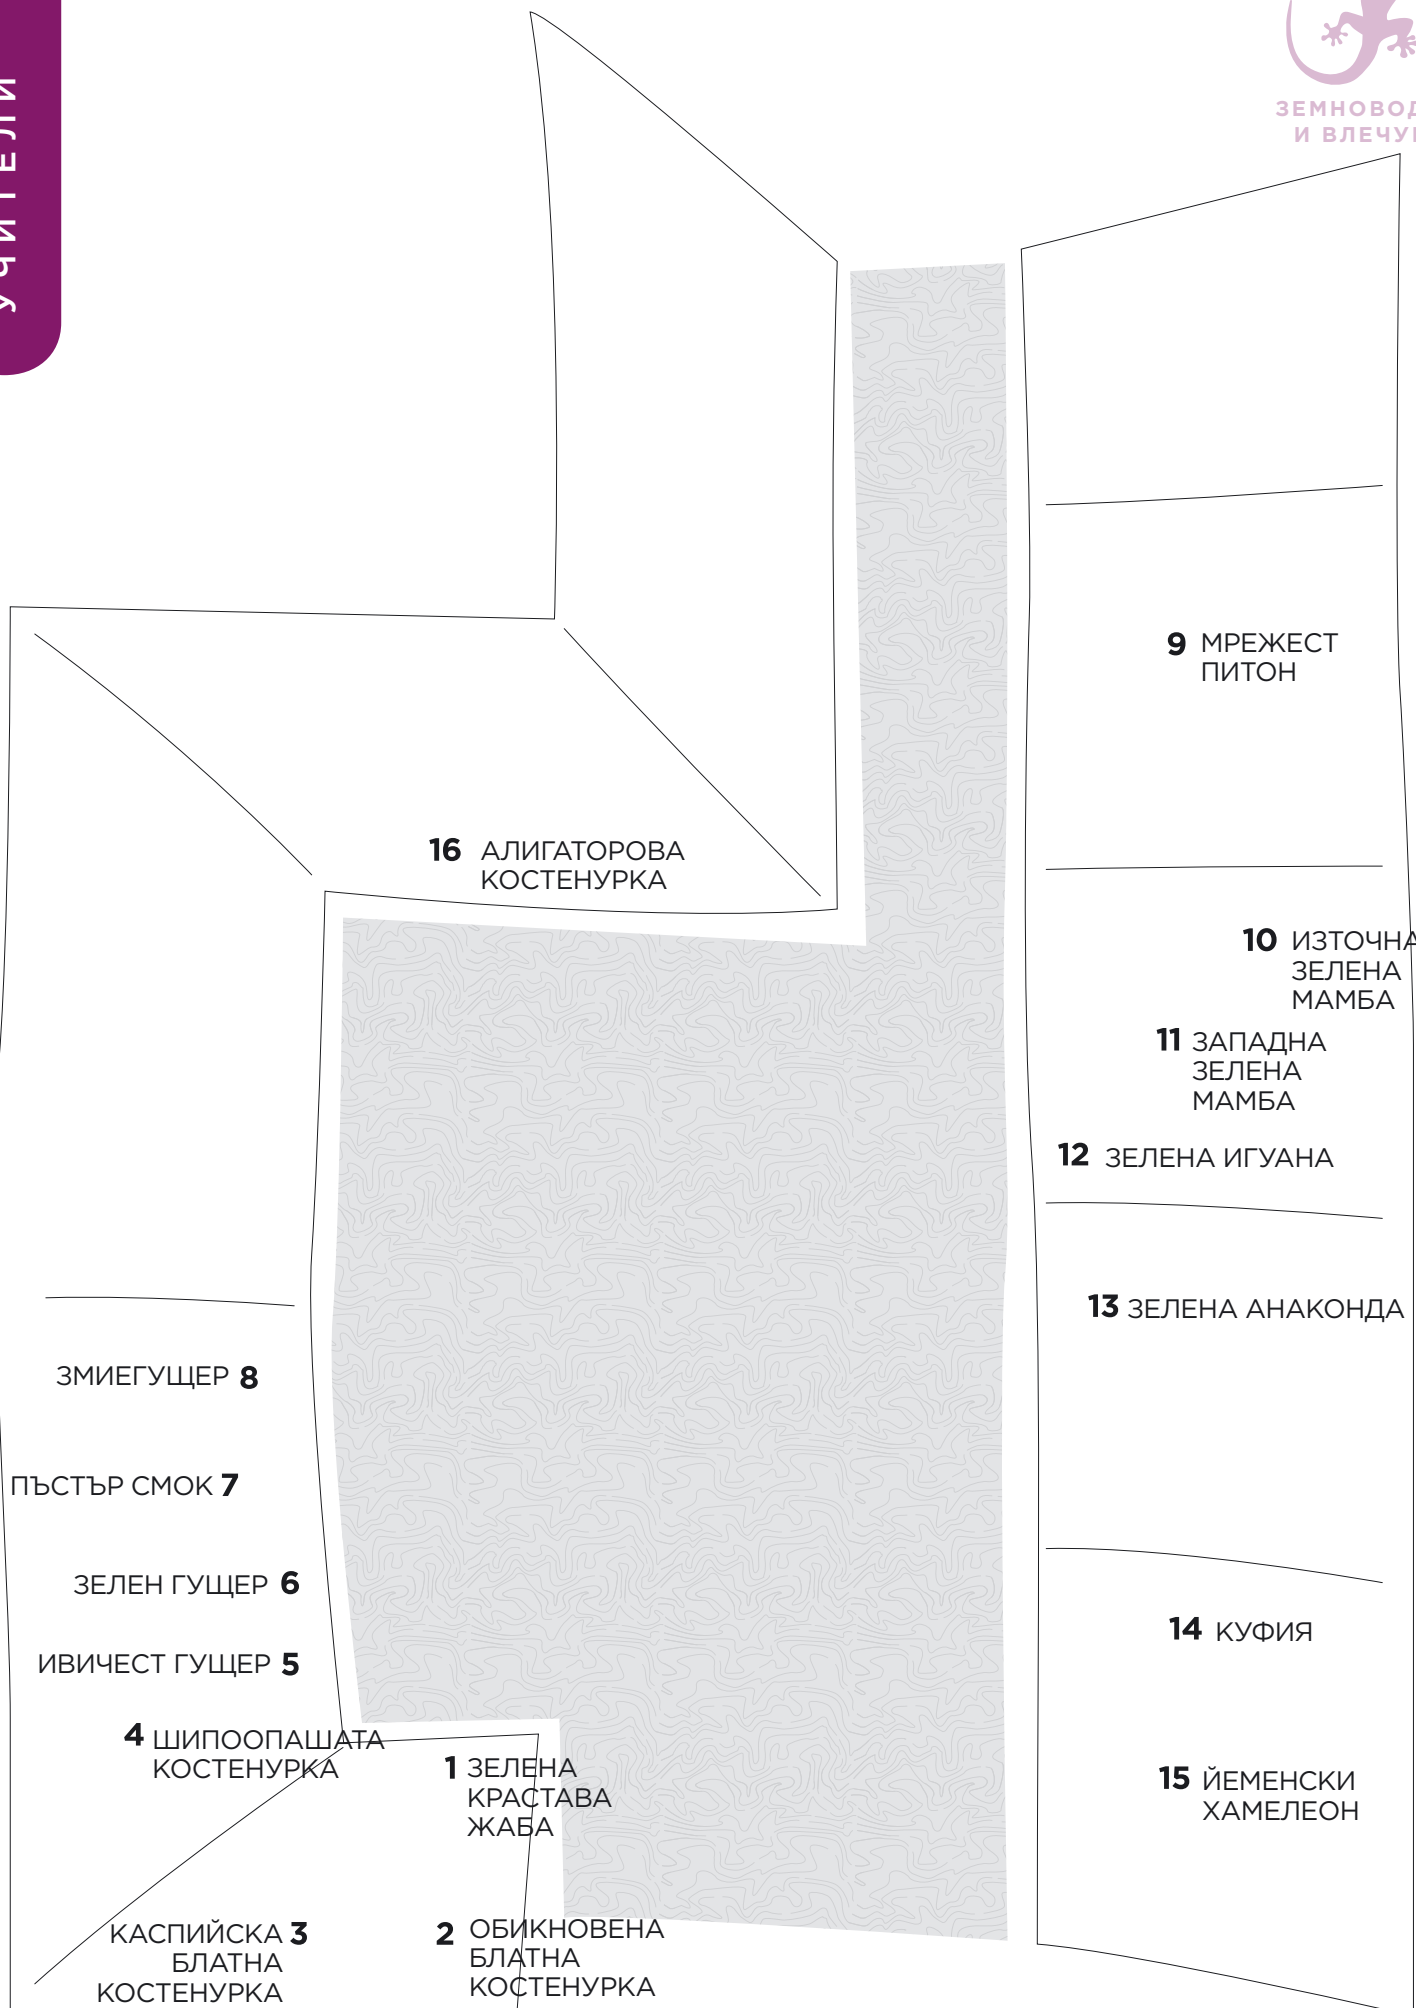 УЧИТЕЛИ
И ВЛЕЧУГ
16 АЛИГАТОРОВА
КОСТЕНУРКА
9 МРЕЖЕСТ
ПИТОН
10 ИЗТОЧНА
ЗЕЛЕНА
МАМБА
11 ЗАПАДНА
ЗЕЛЕНА
МАМБА
12 ЗЕЛЕНА ИГУАНА
13 ЗЕЛЕНА АНАКОНДА
14 КУФИЯ
15 ЙЕМЕНСКИ
ХАМЕЛЕОН
ЗМИЕГУЩЕР 8
ПЪСТЪР СМОК 7
ЗЕЛЕН ГУЩЕР 6
ИВИЧЕСТ ГУЩЕР 5
4 ШИПООПАШАТА
КОСТЕНУРКА
1 ЗЕЛЕНА
КРАСТАВА
ЖАБА
КАСПИЙСКА 3
БЛАТНА
КОСТЕНУРКА
2 ОБИКНОВЕНА
БЛАТНА
КОСТЕНУРКА